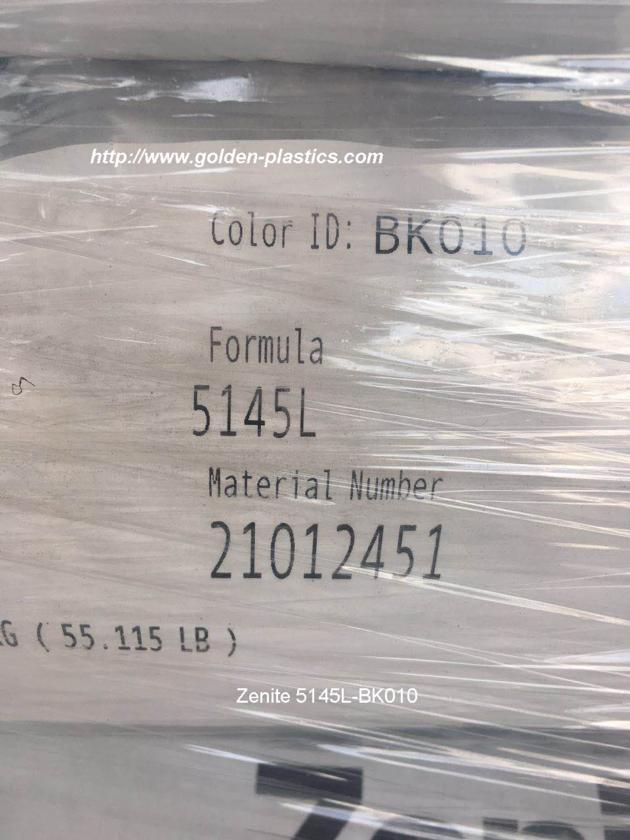 http://www.golden-plastics.com
Color ID: BK010
Formula
5145L
Material Number
21012451
( 55.115 LB )
Zenite 5145L-BK010